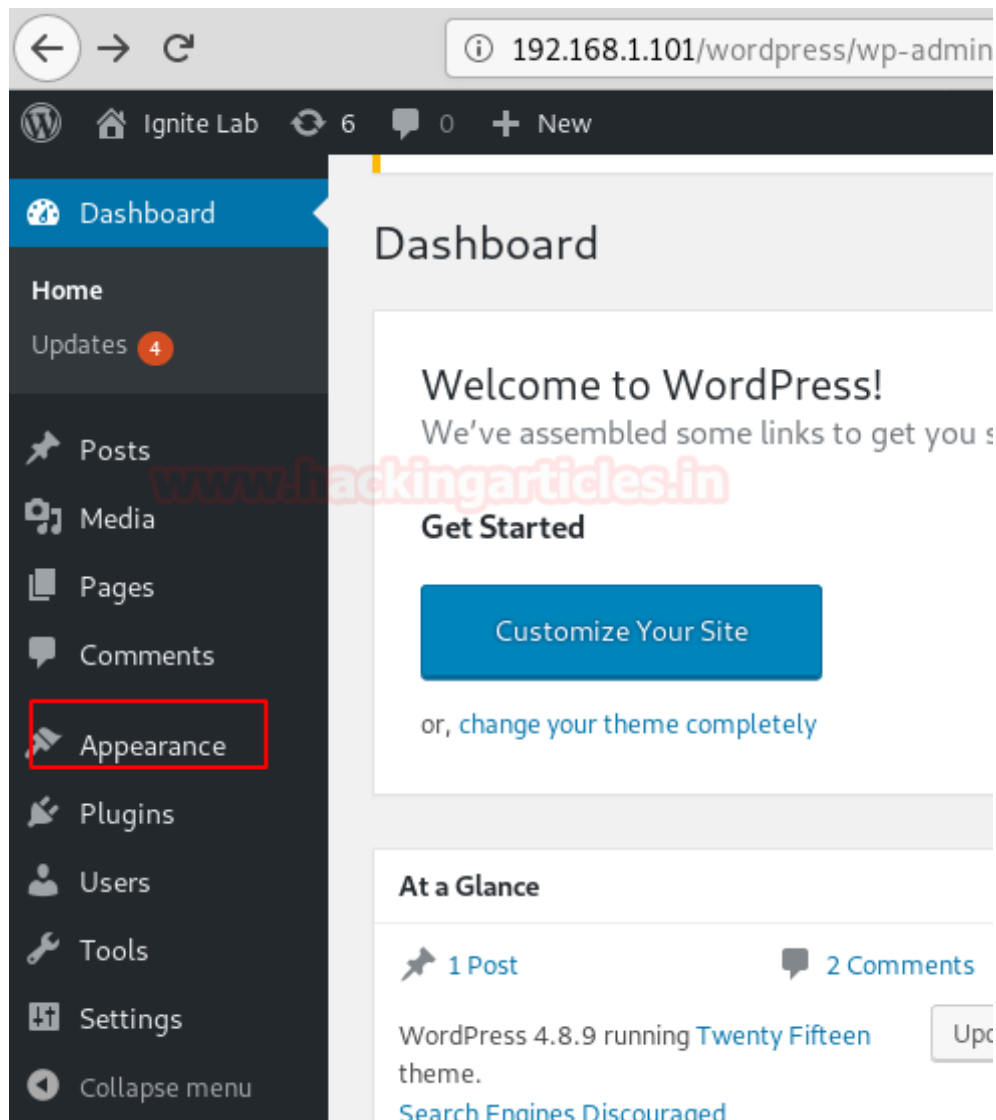 192.168.1.101/wordpress/wp-admin
Ignite Lab 6 0 New
Dashboard
Home
Updates 4
Posts
Media
Pages
Comments
Appearance
Plugins
Users
Tools
Settings
Collapse menu
Dashboard
Welcome to WordPress!
We've assembled some links to get you s
www.hackingarticles.in
Get Started
Customize Your Site
or, change your theme completely
At a Glance
1 Post 2 Comments
WordPress 4.8.9 running Twenty Fifteen
theme.
Search Engines Discouraged